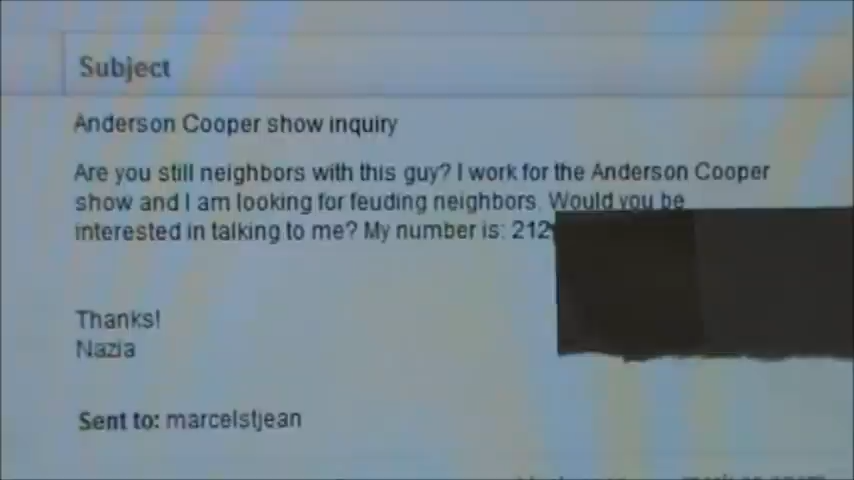 Subject
Anderson Cooper show inquiry
Are you still neighbors with this guy? I work for the Anderson Cooper
show and I am looking for feuding neighbors. Would you be
interested in talking to me? My number is: 212
Thanks!
Nazia
Sent to: marcelstjean